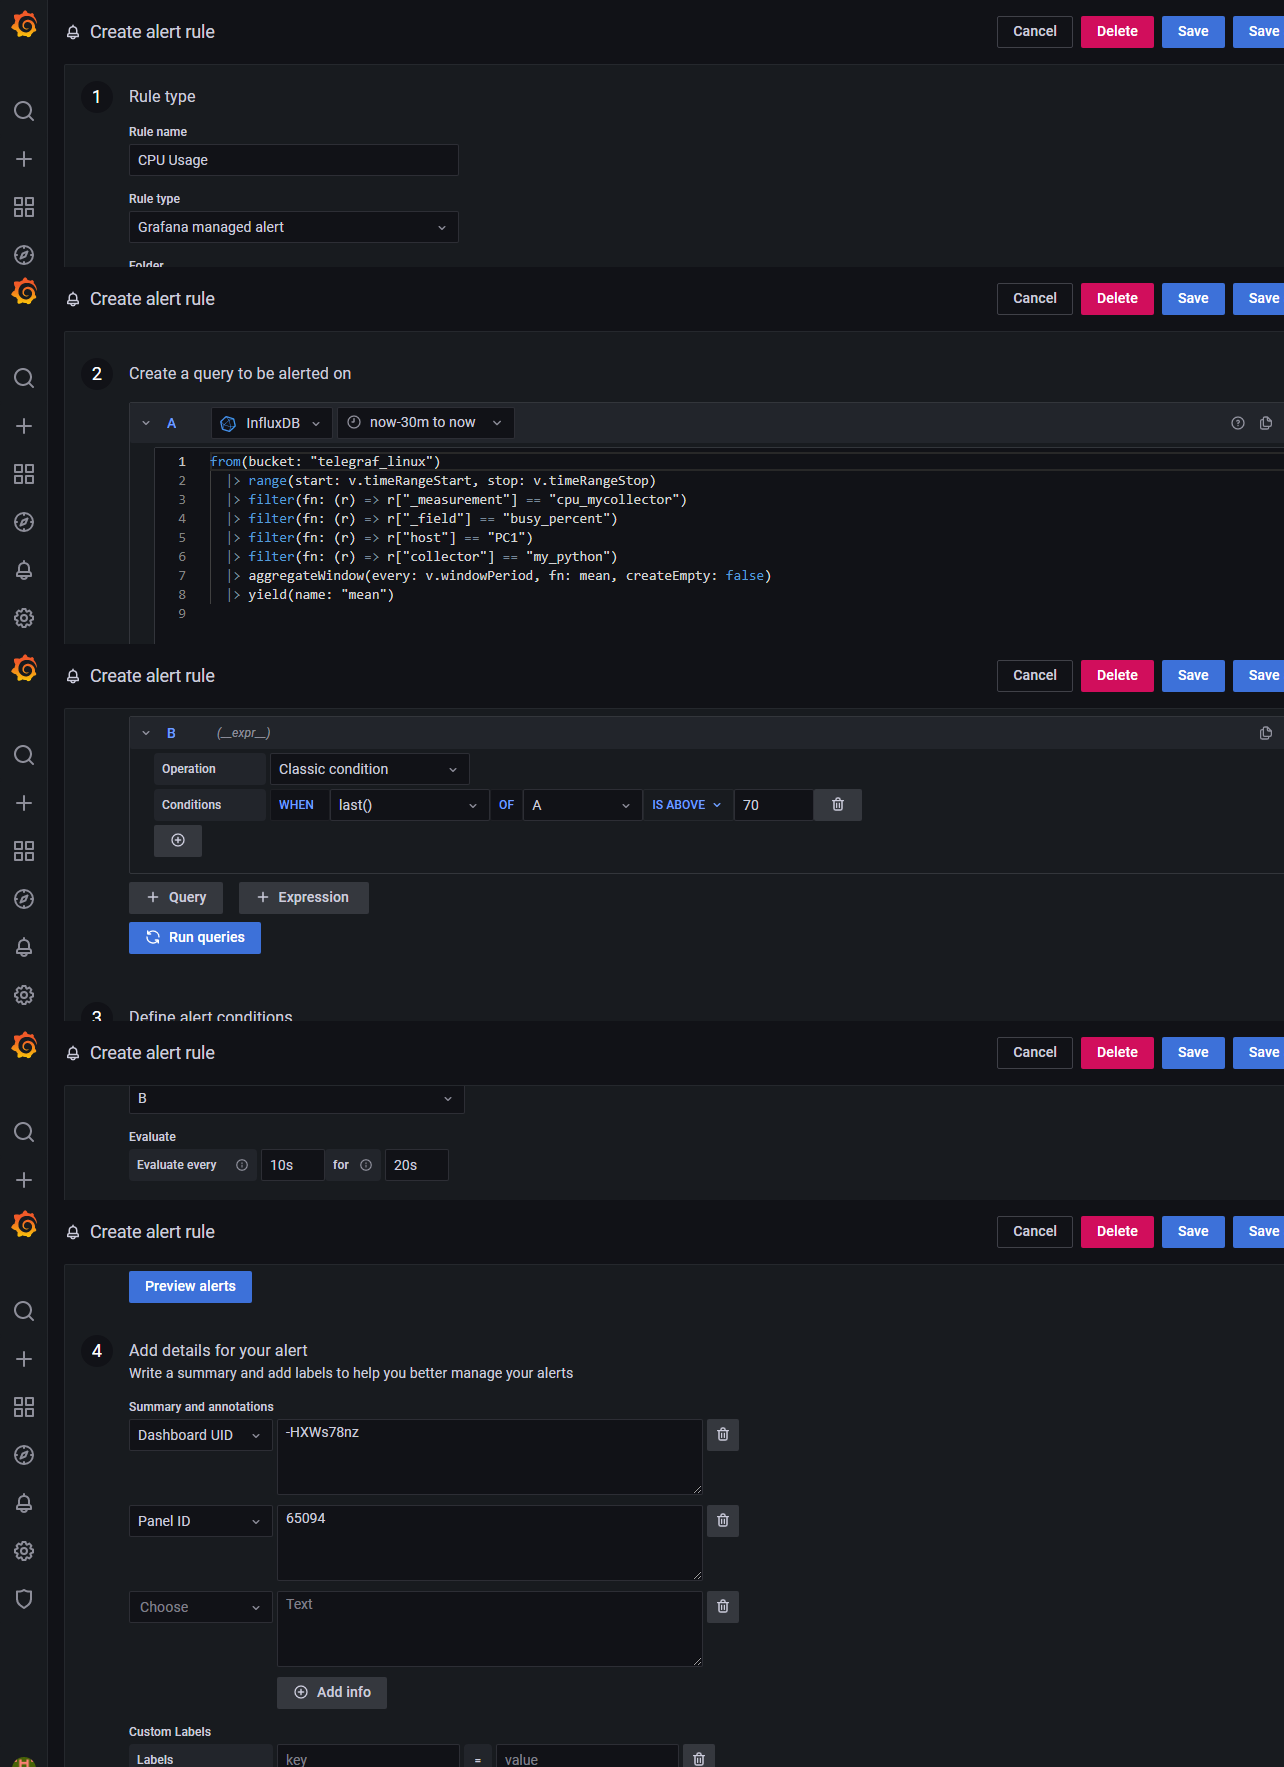 Create alert rule
Cancel
Delete
Save
Save
1
Rule type
Rule name
CPU Usage
Rule type
Grafana managed alert
Folder
Create alert rule
Cancel
Delete
Save
Save
2
Create a query to be alerted on
A
InfluxDB
now-30m to now
1 from(bucket: "telegraf_linux")
2 |> range(start: v.timeRangeStart, stop: v.timeRangeStop)
3 |> filter(fn: (r) => r["_measurement"] == "cpu_mycollector")
4 |> filter(fn: (r) => r["_field"] == "busy_percent")
5 |> filter(fn: (r) => r["host"] == "PC1")
6 |> filter(fn: (r) => r["collector"] == "my_python")
7 |> aggregateWindow(every: v.windowPeriod, fn: mean, createEmpty: false)
8 |> yield(name: "mean")
9
Create alert rule
Cancel
Delete
Save
Save
B
(__expr__)
Operation
Classic condition
Conditions
WHEN
last()
OF
A
IS ABOVE
70
+ Query
+ Expression
Run queries
3
Define alert conditions
Create alert rule
Cancel
Delete
Save
Save
B
Evaluate
Evaluate every
10s
for
20s
Create alert rule
Cancel
Delete
Save
Save
Preview alerts
4
Add details for your alert
Write a summary and add labels to help you better manage your alerts
Summary and annotations
Dashboard UID
-HXWs78nz
Panel ID
65094
Choose
Text
Add info
Custom Labels
Labels
key
=
value